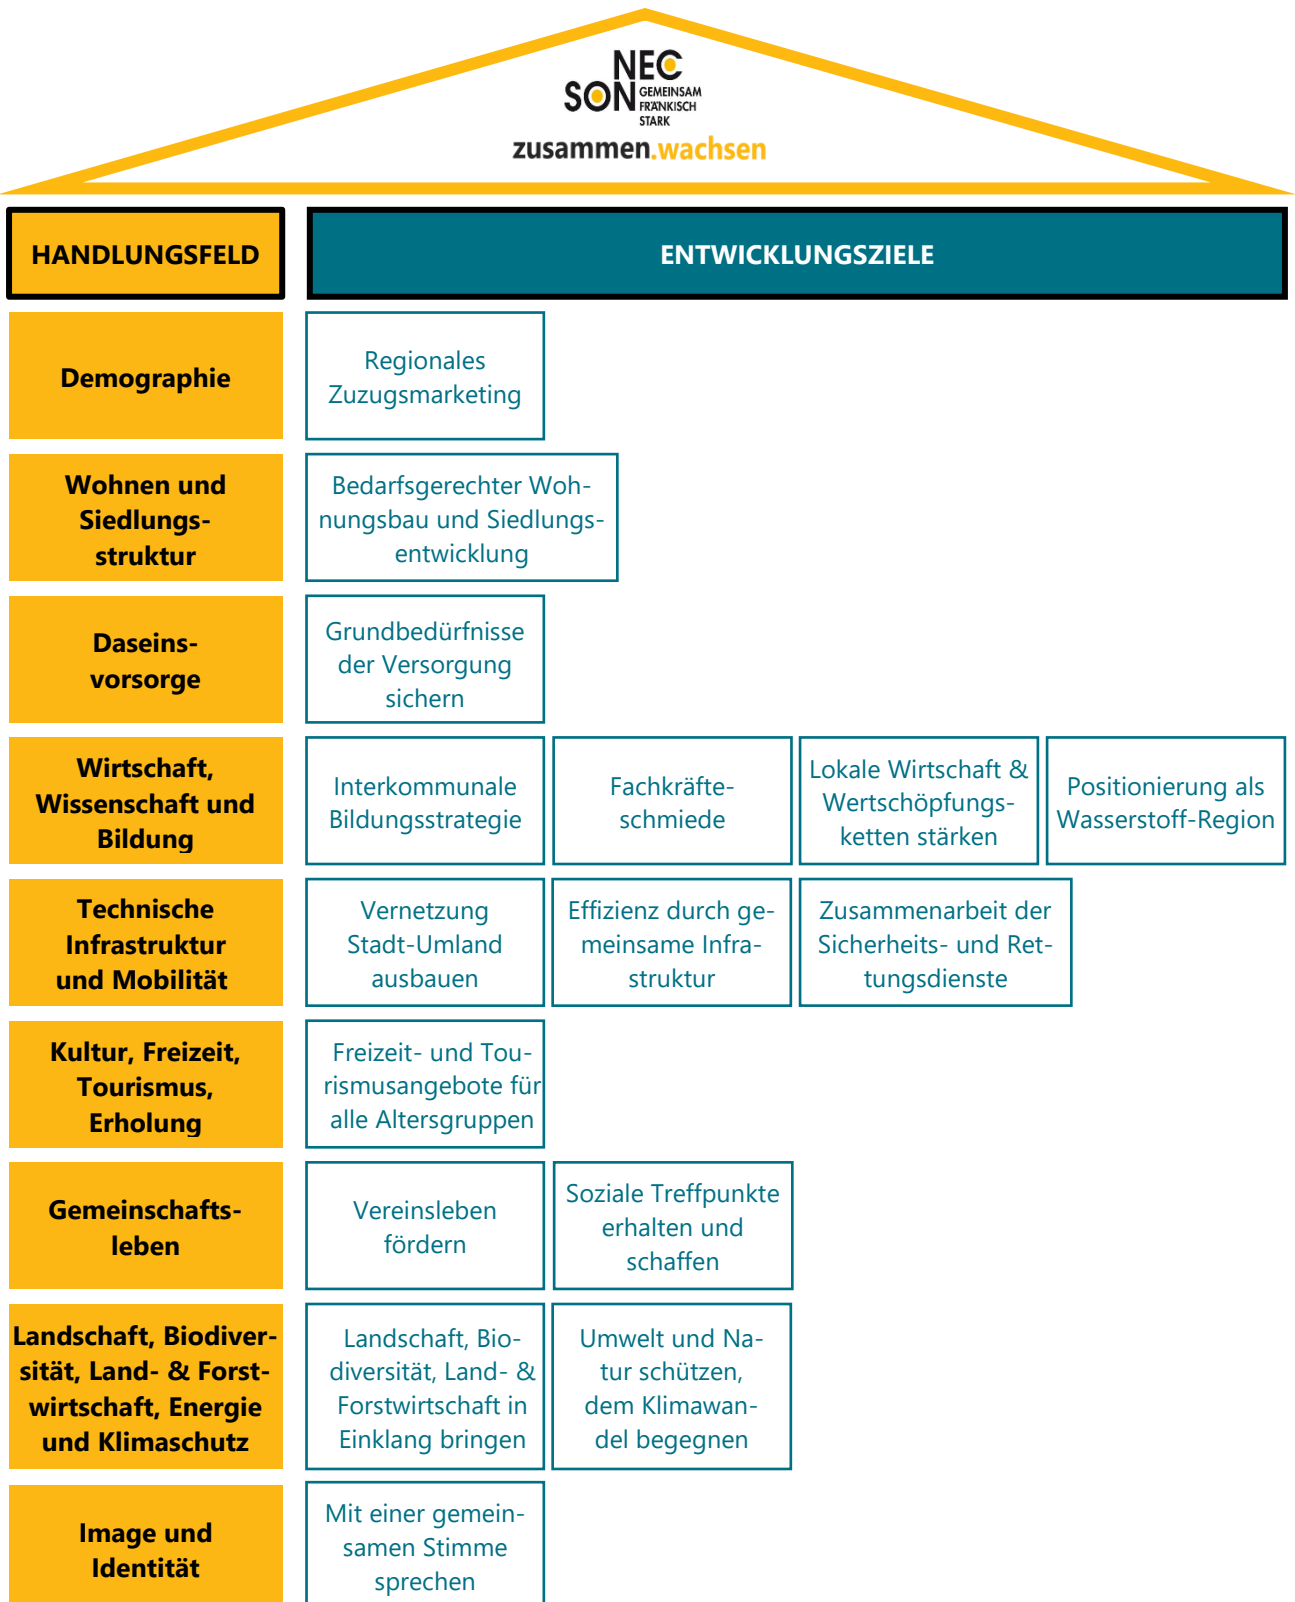 NEC
SON
GEMEINSAM
FRÄNKISCH
STARK
zusammen.wachsen
HANDLUNGSFELD
ENTWICKLUNGSZIELE
Demographie
Regionales
Zuzugsmarketing
Wohnen und
Siedlungs-
struktur
Bedarfsgerechter Woh-
nungsbau und Siedlungs-
entwicklung
Daseins-
vorsorge
Grundbedürfnisse
der Versorgung
sichern
Wirtschaft,
Wissenschaft und
Bildung
Interkommunale
Bildungsstrategie
Fachkräfte-
schmiede
Lokale Wirtschaft &
Wertschöpfungs-
ketten stärken
Positionierung als
Wasserstoff-Region
Technische
Infrastruktur
und Mobilität
Vernetzung
Stadt-Umland
ausbauen
Effizienz durch ge-
meinsame Infra-
struktur
Zusammenarbeit der
Sicherheits- und Ret-
tungsdienste
Kultur, Freizeit,
Tourismus,
Erholung
Freizeit- und Tou-
rismusangebote für
alle Altersgruppen
Gemeinschafts-
leben
Vereinsleben
fördern
Soziale Treffpunkte
erhalten und
schaffen
Landschaft, Biodiver-
sität, Land- & Forst-
wirtschaft, Energie
und Klimaschutz
Landschaft, Bio-
diversität, Land- &
Forstwirtschaft in
Einklang bringen
Umwelt und Na-
tur schützen,
dem Klimawan-
del begegnen
Image und
Identität
Mit einer gemein-
samen Stimme
sprechen